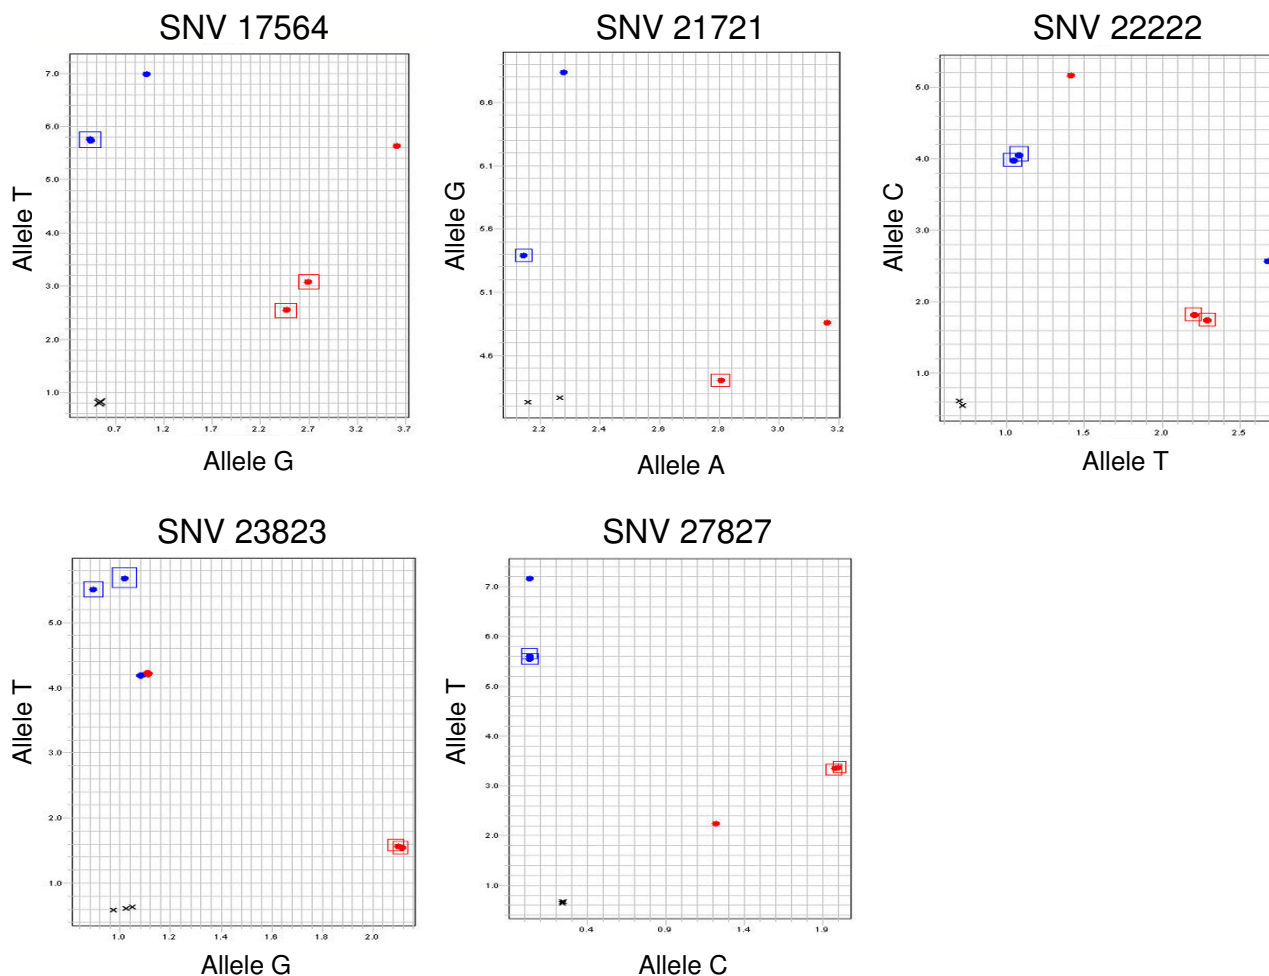 SNV 17564
SNV 21721
SNV 22222
7.0
6.0
5.0
4.0
3.0
2.0
1.0
Allele T
0.7 1.2 1.7 2.2 2.7 3.2 3.7
Allele G
6.6
6.1
5.6
5.1
4.6
Allele G
2.2 2.4 2.6 2.8 3.0 3.2
Allele A
5.0
4.0
3.0
2.0
1.0
Allele C
1.0 1.5 2.0 2.5
Allele T
SNV 23823
SNV 27827
5.0
4.0
3.0
2.0
1.0
Allele T
1.0 1.2 1.4 1.6 1.8 2.0
Allele G
7.0
6.0
5.0
4.0
3.0
2.0
1.0
Allele T
0.4 0.9 1.4 1.9
Allele C